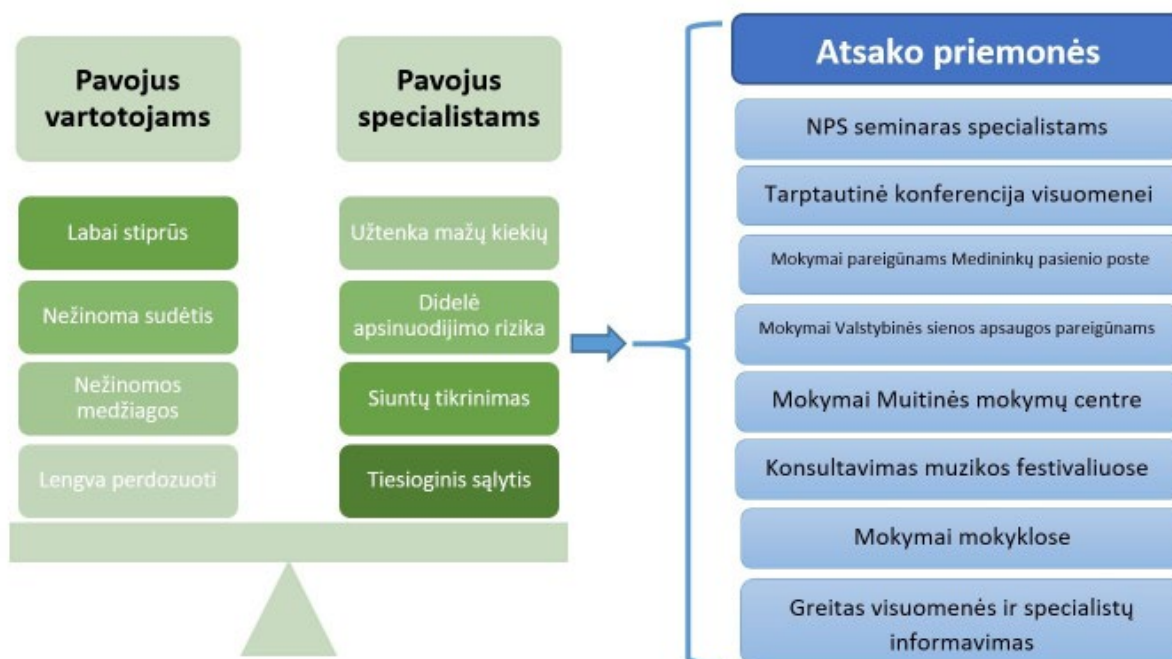 Pavojus
vartotojams
Labai stiprūs
Nežinoma sudėtis
Nežinomos
medžiagos
Lengva perdozuoti
Pavojus
specialistams
Užtenka mažų kiekių
Didelė
apsinuodijimo rizika
Siuntų tikrinimas
Tiesioginis sąlytis
Atsako priemonės
NPS seminaras specialistams
Tarptautinė konferencija visuomenei
Mokymai pareigūnams Medininkų pasienio poste
Mokymai Valstybinės sienos apsaugos pareigūnams
Mokymai Muitinės mokymų centre
Konsultavimas muzikos festivaliuose
Mokymai mokyklose
Greitas visuomenės ir specialistų
informavimas